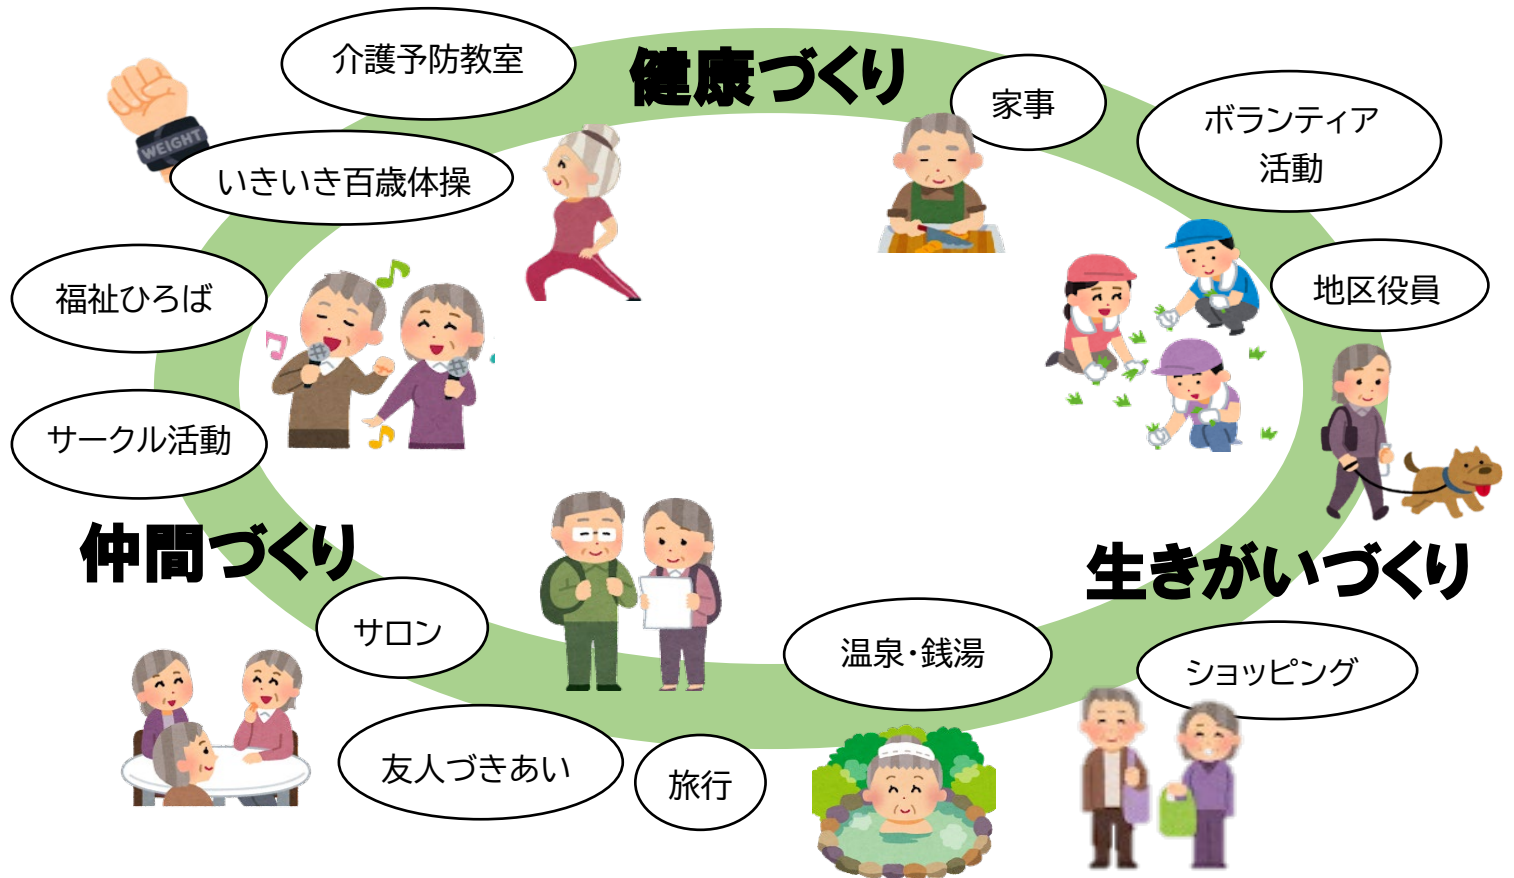 介護予防教室
健康づくり
家事
ボランティア
活動
WEIGHT
いきいき百歳体操
福祉ひろば
地区役員
サークル活動
仲間づくり
生きがいづくり
サロン
温泉・銭湯
ショッピング
友人づきあい
旅行